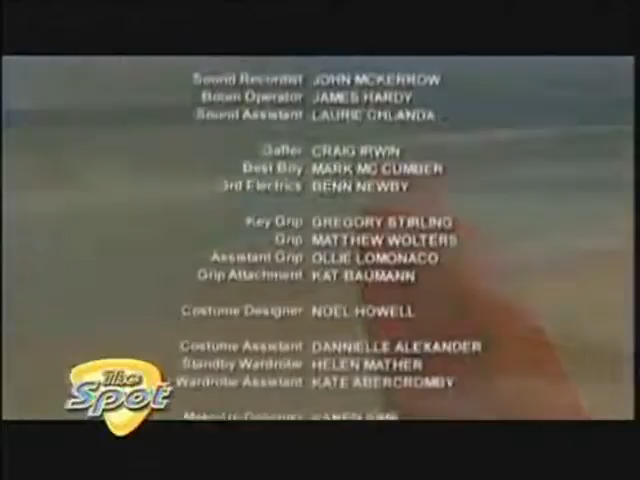 Sound Recordist JOHN MCKERROW
Boom Operator JAMES HARDY
Sound Assistant LAURIE CHLANDA
Gaffer CRAIG IRWIN
Best Boy MARK MC CUMBER
3rd Electrics BENN NEWBY
Key Grip GREGORY STIRLING
Grip MATTHEW WOLTERS
Assistant Grip OLLIE LOMONACO
Grip Attachment KAT BAUMANN
Costume Designer NOEL HOWELL
Costume Assistant DANNIELLE ALEXANDER
Standby Wardrobe HELEN MATHER
Wardrobe Assistant KATE ABERCROMBY
The
Spot